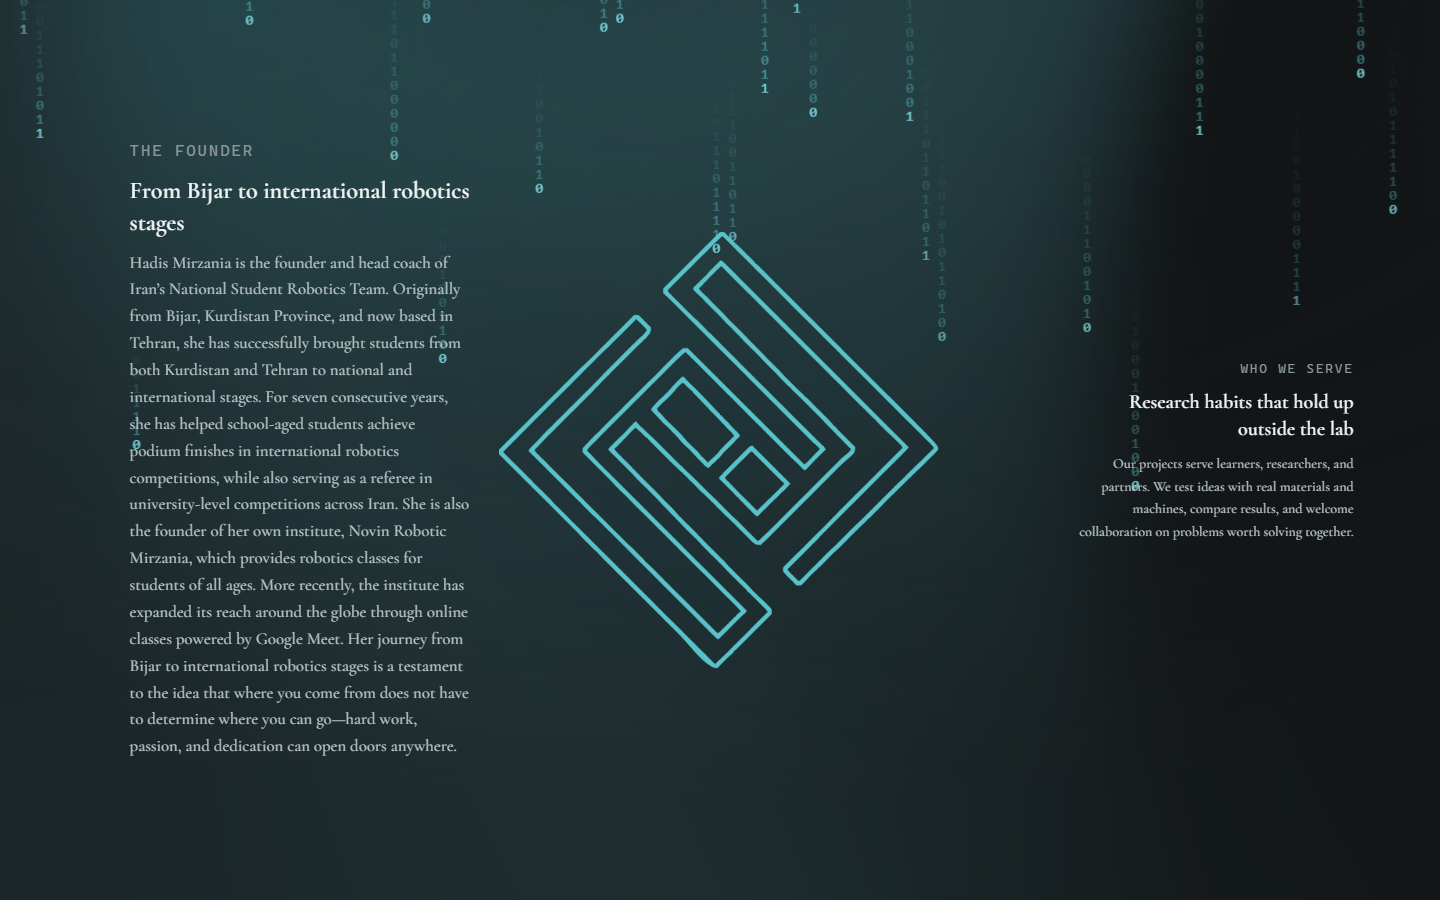 THE FOUNDER
From Bijar to international robotics
stages
Hadis Mirzania is the founder and head coach of
Iran’s National Student Robotics Team. Originally
from Bijar, Kurdistan Province, and now based in
Tehran, she has successfully brought students from
both Kurdistan and Tehran to national and
international stages. For seven consecutive years,
she has helped school-aged students achieve
podium finishes in international robotics
competitions, while also serving as a referee in
university-level competitions across Iran. She is also
the founder of her own institute, Novin Robotic
Mirzania, which provides robotics classes for
students of all ages. More recently, the institute has
expanded its reach around the globe through online
classes powered by Google Meet. Her journey from
Bijar to international robotics stages is a testament
to the idea that where you come from does not have
to determine where you can go—hard work,
passion, and dedication can open doors anywhere.
WHO WE SERVE
Research habits that hold up
outside the lab
Our projects serve learners, researchers, and
partners. We test ideas with real materials and
machines, compare results, and welcome
collaboration on problems worth solving together.